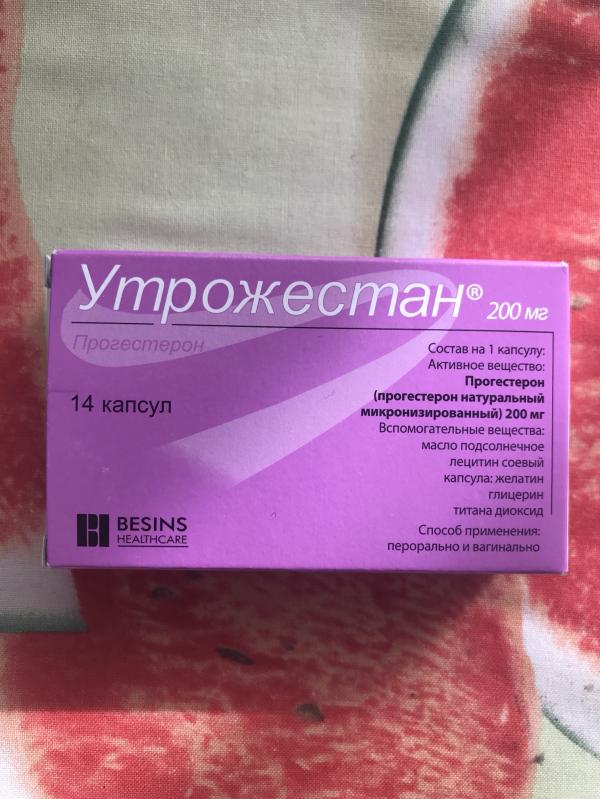 Утрожестан® 200 мг
Прогестерон
14 капсул
Состав на 1 капсулу:
Активное вещество:
Прогестерон
(прогестерон натуральный
микронизированный) 200 мг
Вспомогательные вещества:
масло подсолнечное
лецитин соевый
капсула: желатин
глицерин
титана диоксид
Способ применения:
перорально и вагинально
BESINS
HEALTHCARE